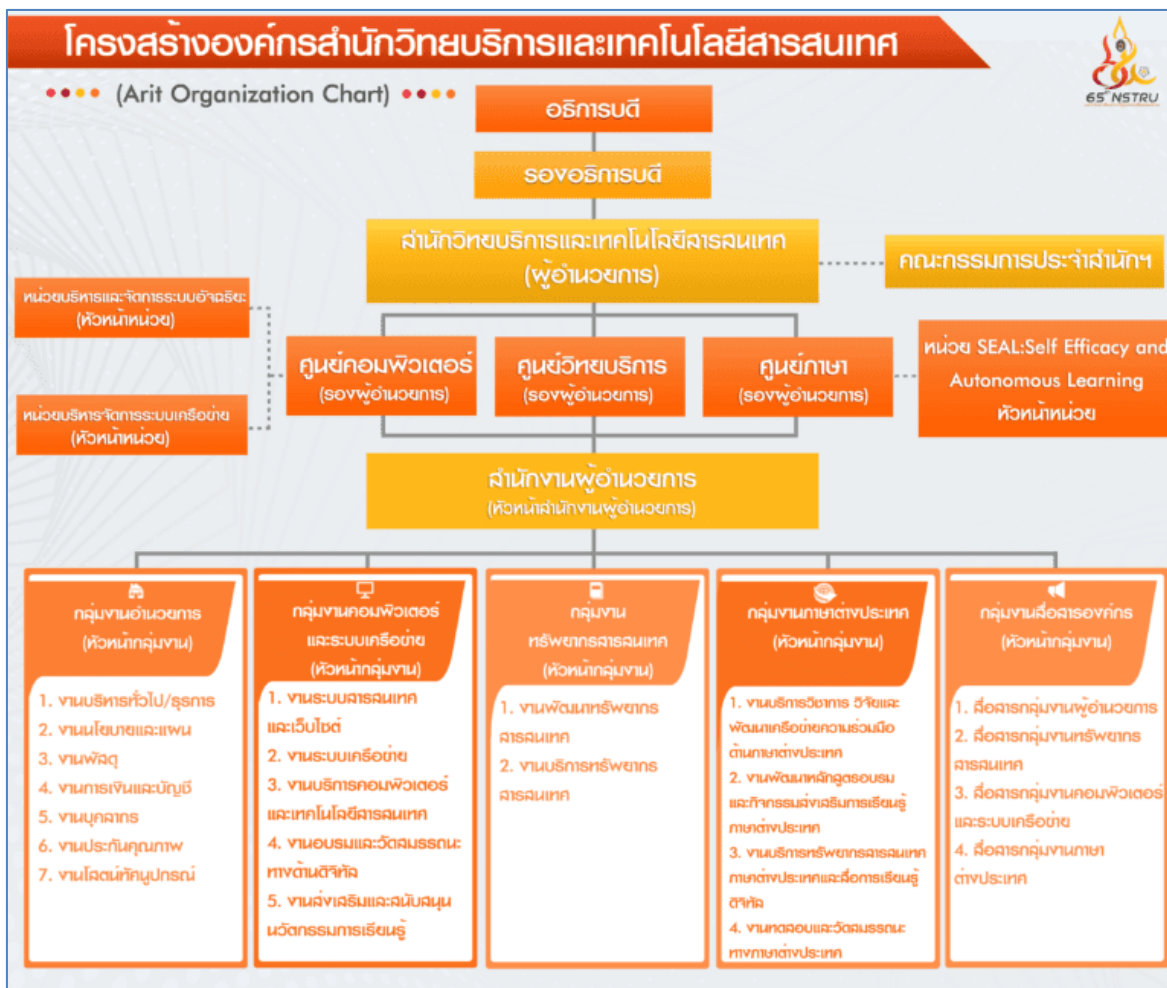 โครงสร้างองค์กรสำนักวิทยบริการและเทคโนโลยีสารสนเทศ
(Arit Organization Chart)
65 NSTRU
อธิการบดี
รองอธิการบดี
สำนักวิทยบริการและเทคโนโลยีสารสนเทศ
(ผู้อำนวยการ)
คณะกรรมการประจำสำนักฯ
หน่วยบริหารและจัดการระบบอัจฉริยะ
(หัวหน้าหน่วย)
หน่วยบริหารจัดการระบบเครือข่าย
(หัวหน้าหน่วย)
ศูนย์คอมพิวเตอร์
(รองผู้อำนวยการ)
ศูนย์วิทยบริการ
(รองผู้อำนวยการ)
ศูนย์ภาษา
(รองผู้อำนวยการ)
หน่วย SEAL:Self Efficacy and
Autonomous Learning
หัวหน้าหน่วย
สำนักงานผู้อำนวยการ
(หัวหน้าสำนักงานผู้อำนวยการ)
กลุ่มงานอำนวยการ
(หัวหน้ากลุ่มงาน)
1. งานบริหารทั่วไป/ธุรการ
2. งานนโยบายและแผน
3. งานพัสดุ
4. งานการเงินและบัญชี
5. งานบุคลากร
6. งานประกันคุณภาพ
7. งานโสตน์ทัศนูปกรณ์
กลุ่มงานคอมพิวเตอร์
และระบบเครือข่าย
(หัวหน้ากลุ่มงาน)
1. งานระบบสารสนเทศ
และเว็บไซต์
2. งานระบบเครือข่าย
3. งานบริการคอมพิวเตอร์
และเทคโนโลยีสารสนเทศ
4. งานอบรมและวัดสมรรถนะ
ทางด้านดิจิทัล
5. งานส่งเสริมและสนับสนุน
นวัตกรรมการเรียนรู้
กลุ่มงาน
ทรัพยากรสารสนเทศ
(หัวหน้ากลุ่มงาน)
1. งานพัฒนาทรัพยากร
สารสนเทศ
2. งานบริการทรัพยากร
สารสนเทศ
กลุ่มงานภาษาต่างประเทศ
(หัวหน้ากลุ่มงาน)
1. งานบริการวิชาการ วิจัยและ
พัฒนาเครือข่ายความร่วมมือ
ด้านภาษาต่างประเทศ
2. งานพัฒนาหลักสูตรอบรม
และกิจกรรมส่งเสริมการเรียนรู้
ภาษาต่างประเทศ
3. งานบริการทรัพยากรสารสนเทศ
ภาษาต่างประเทศและสื่อการเรียนรู้
ดิจิทัล
4. งานทดสอบและวัดสมรรถนะ
ทางภาษาต่างประเทศ
กลุ่มงานสื่อสารองค์กร
(หัวหน้ากลุ่มงาน)
1. สื่อสารกลุ่มงานผู้อำนวยการ
2. สื่อสารกลุ่มงานทรัพยากร
สารสนเทศ
3. สื่อสารกลุ่มงานคอมพิวเตอร์
และระบบเครือข่าย
4. สื่อสารกลุ่มงานภาษา
ต่างประเทศ